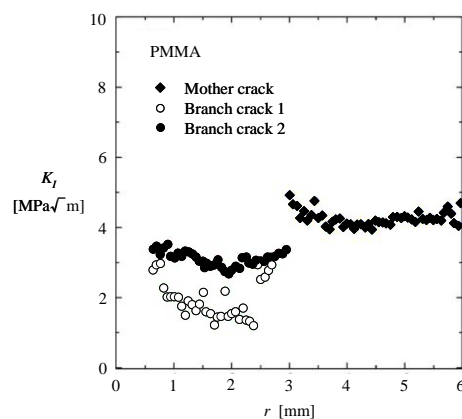 10
PMMA
8
Mother crack
Branch crack 1
Branch crack 2
6
K_I
[MPa√m]
4
2
0
0 1 2 3 4 5 6
r [mm]